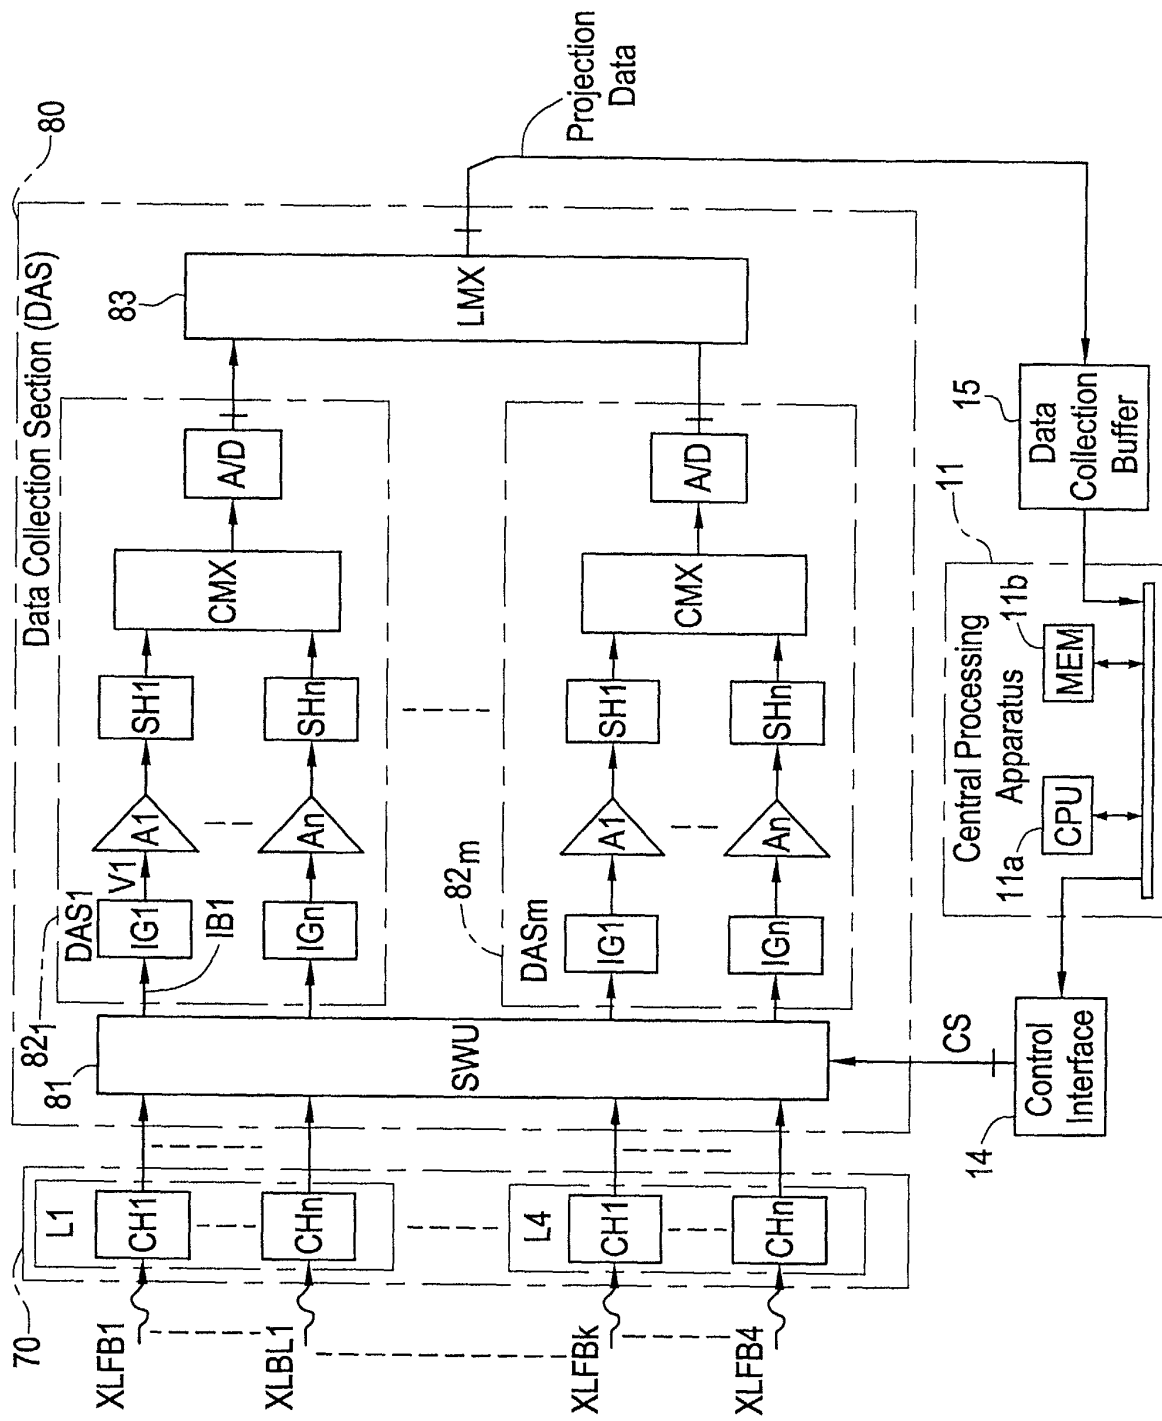 80
Data Collection Section (DAS)
Projection
Data
83
LMX
82₁
DAS1
A/D
CMX
SH1
SHn
A1
An
V1
IG1
IGn
IB1
82m
DASm
A/D
CMX
SH1
SHn
A1
An
IG1
IGn
81
SWU
70
L1
CH1
CHn
L4
CH1
CHn
XLFB1
XLBL1
XLFBk
XLFB4
CS
14
Control
Interface
11
Central Processing
Apparatus
11a
CPU
11b
MEM
15
Data
Collection
Buffer